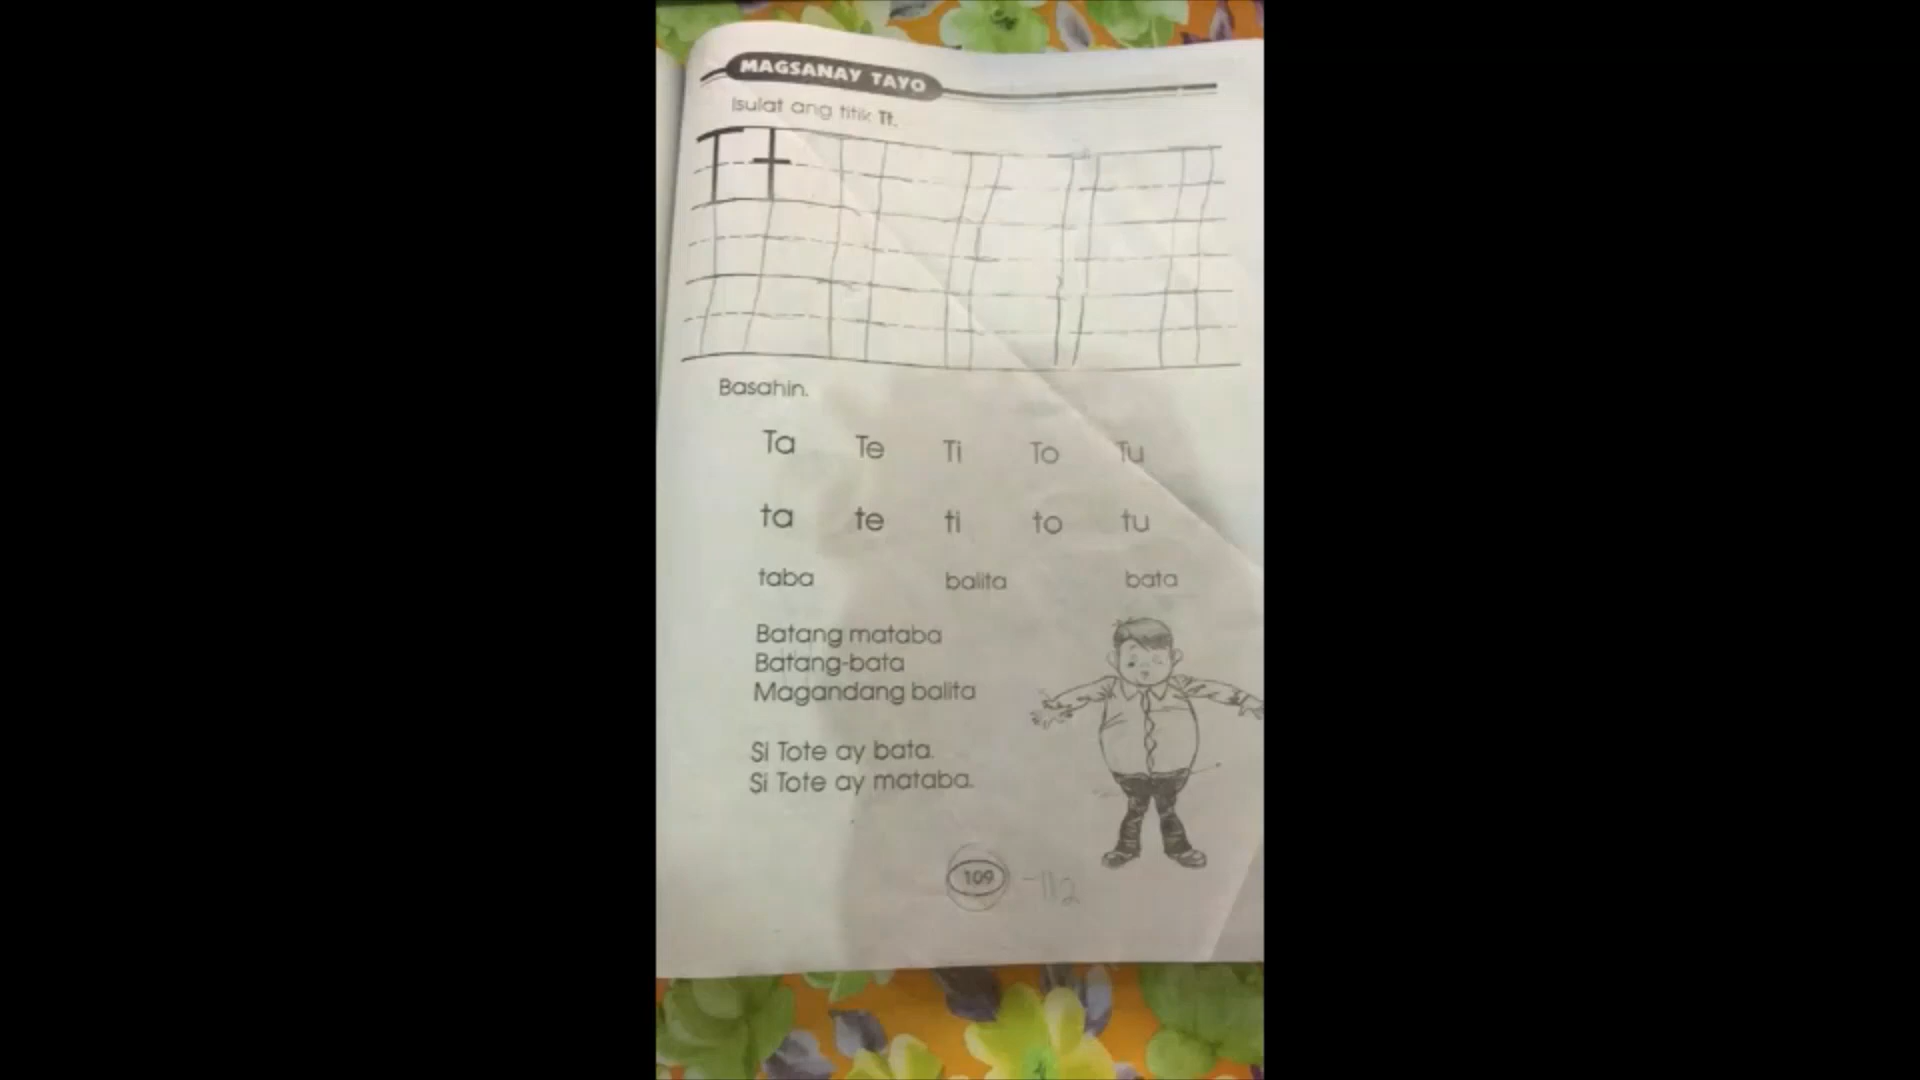 MAGSANAY TAYO
Isulat ang titik Tt.
T t
Basahin.
Ta Te Ti To Tu
ta te ti to tu
taba balita bata
Batang mataba
Batang-bata
Magandang balita
Si Tote ay bata.
Si Tote ay mataba.
109 -112